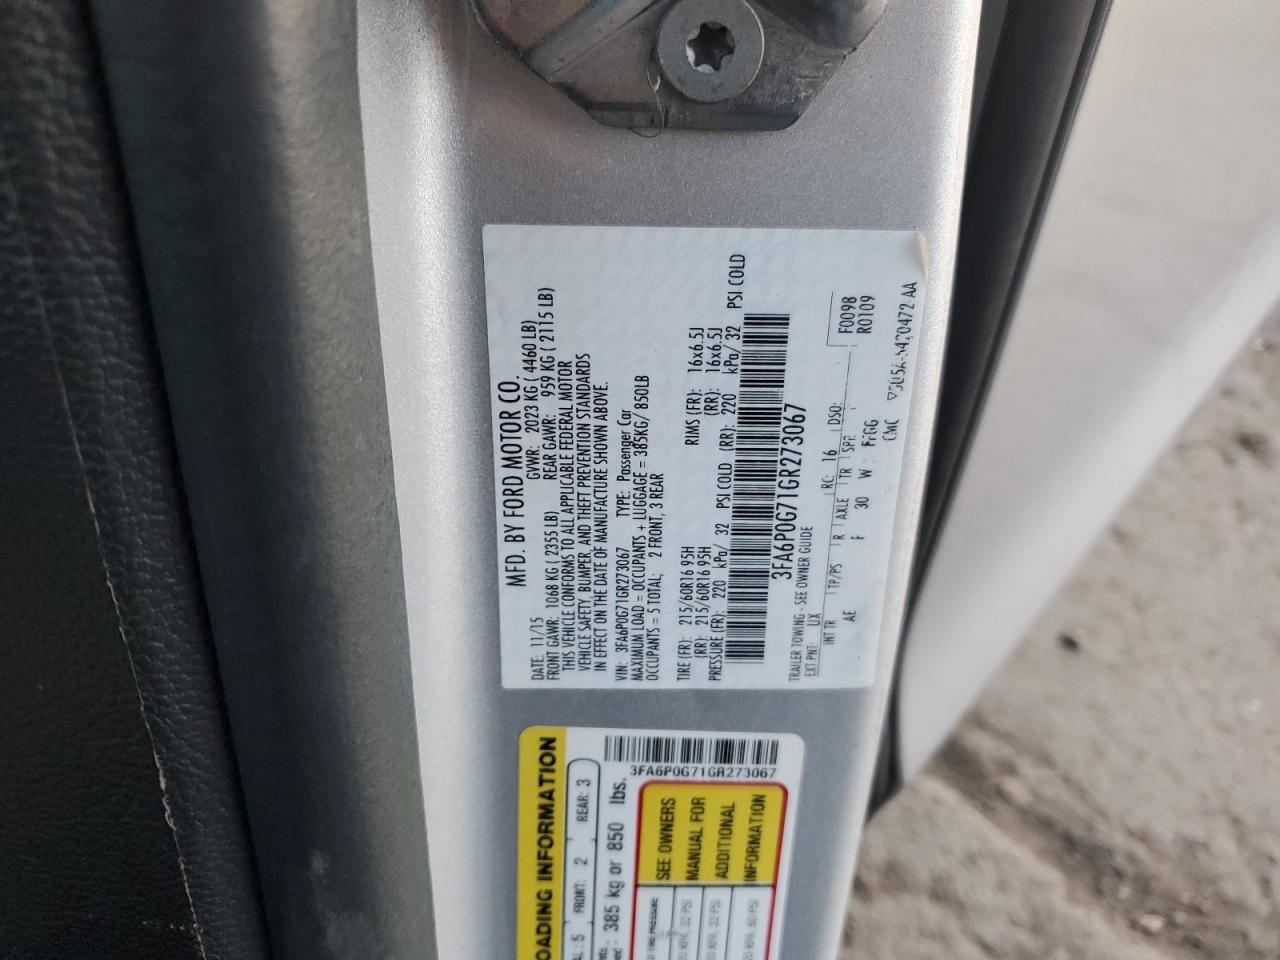 MFD. BY FORD MOTOR CO.
DATE: 11/15 GVWR: 2023 KG ( 4460 LB)
FRONT GAWR: 1068 KG ( 2355 LB) REAR GAWR: 959 KG ( 2115 LB)
THIS VEHICLE CONFORMS TO ALL APPLICABLE FEDERAL MOTOR
VEHICLE SAFETY, BUMPER, AND THEFT PREVENTION STANDARDS
IN EFFECT ON THE DATE OF MANUFACTURE SHOWN ABOVE.
VIN: 3FA6P0G71GR273067 TYPE: Passenger Car
MAXIMUM LOAD = OCCUPANTS + LUGGAGE = 385KG/ 850LB
OCCUPANTS = 5 TOTAL; 2 FRONT, 3 REAR
TIRE (FR): 215/60R16 95H RIMS (FR): 16x6.5J
(RR): 215/60R16 95H (RR): 16x6.5J
PRESSURE (FR): 220 kPa/ 32 PSI COLD (RR): 220 kPa/ 32 PSI COLD
3FA6P0G71GR273067
TRAILER TOWING - SEE OWNER GUIDE
EXT PNT: UX RC: 16 DSO: F0098
INT TR TP/PS R AXLE TR SPR R0109
AE F 30 W
3FA6P0G71GR273067
LOADING INFORMATION
5 FRONT: 2 REAR: 3
385 kg or 850 lbs.
SEE OWNERS
MANUAL FOR
ADDITIONAL
INFORMATION